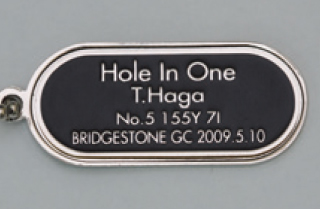 Hole In One
T.Haga
No.5 155Y 7I
BRIDGESTONE GC 2009.5.10